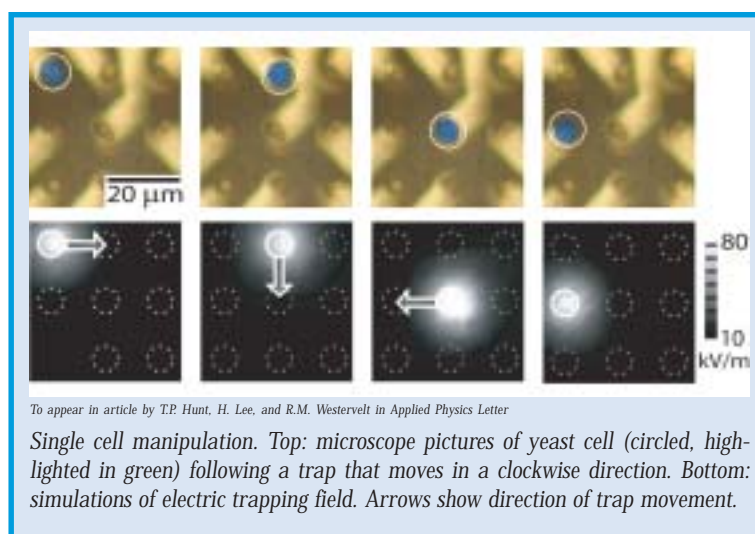 20 µm
80
10
kV/m
To appear in article by T.P. Hunt, H. Lee, and R.M. Westervelt in Applied Physics Letter
Single cell manipulation. Top: microscope pictures of yeast cell (circled, high-
lighted in green) following a trap that moves in a clockwise direction. Bottom:
simulations of electric trapping field. Arrows show direction of trap movement.